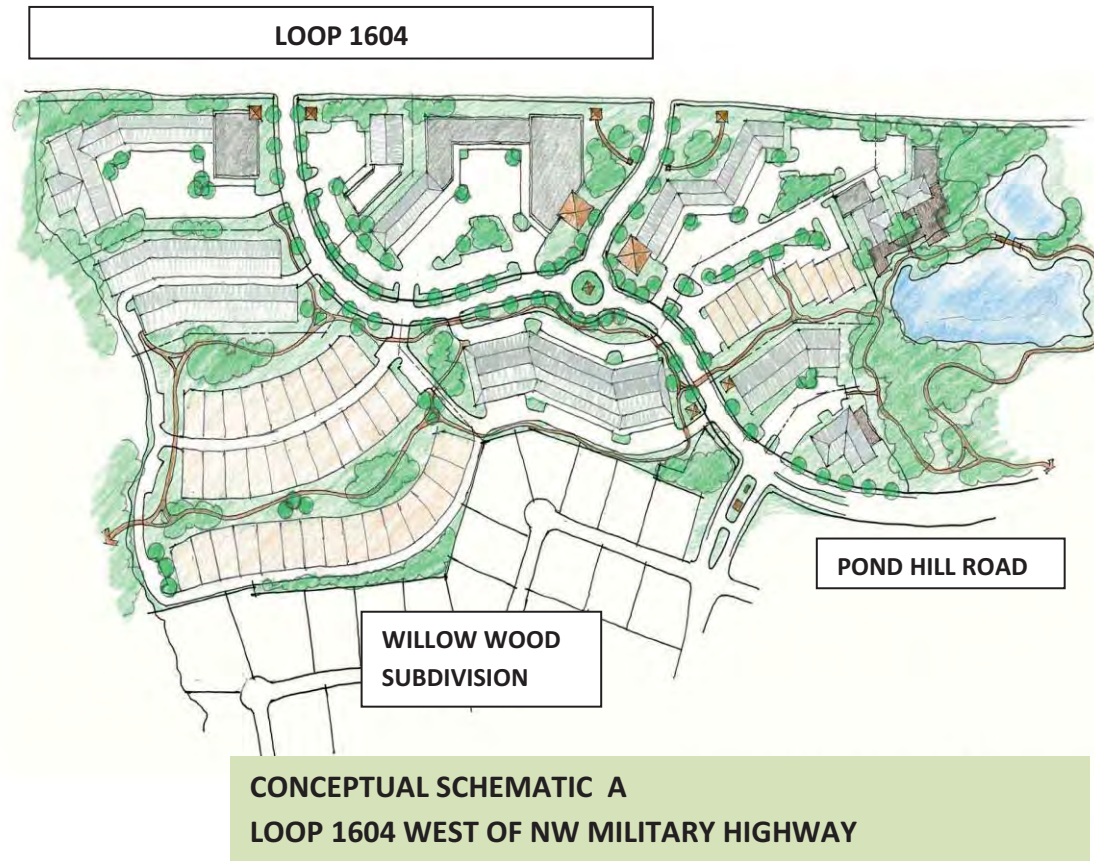 LOOP 1604
POND HILL ROAD
WILLOW WOOD
SUBDIVISION
CONCEPTUAL SCHEMATIC A
LOOP 1604 WEST OF NW MILITARY HIGHWAY